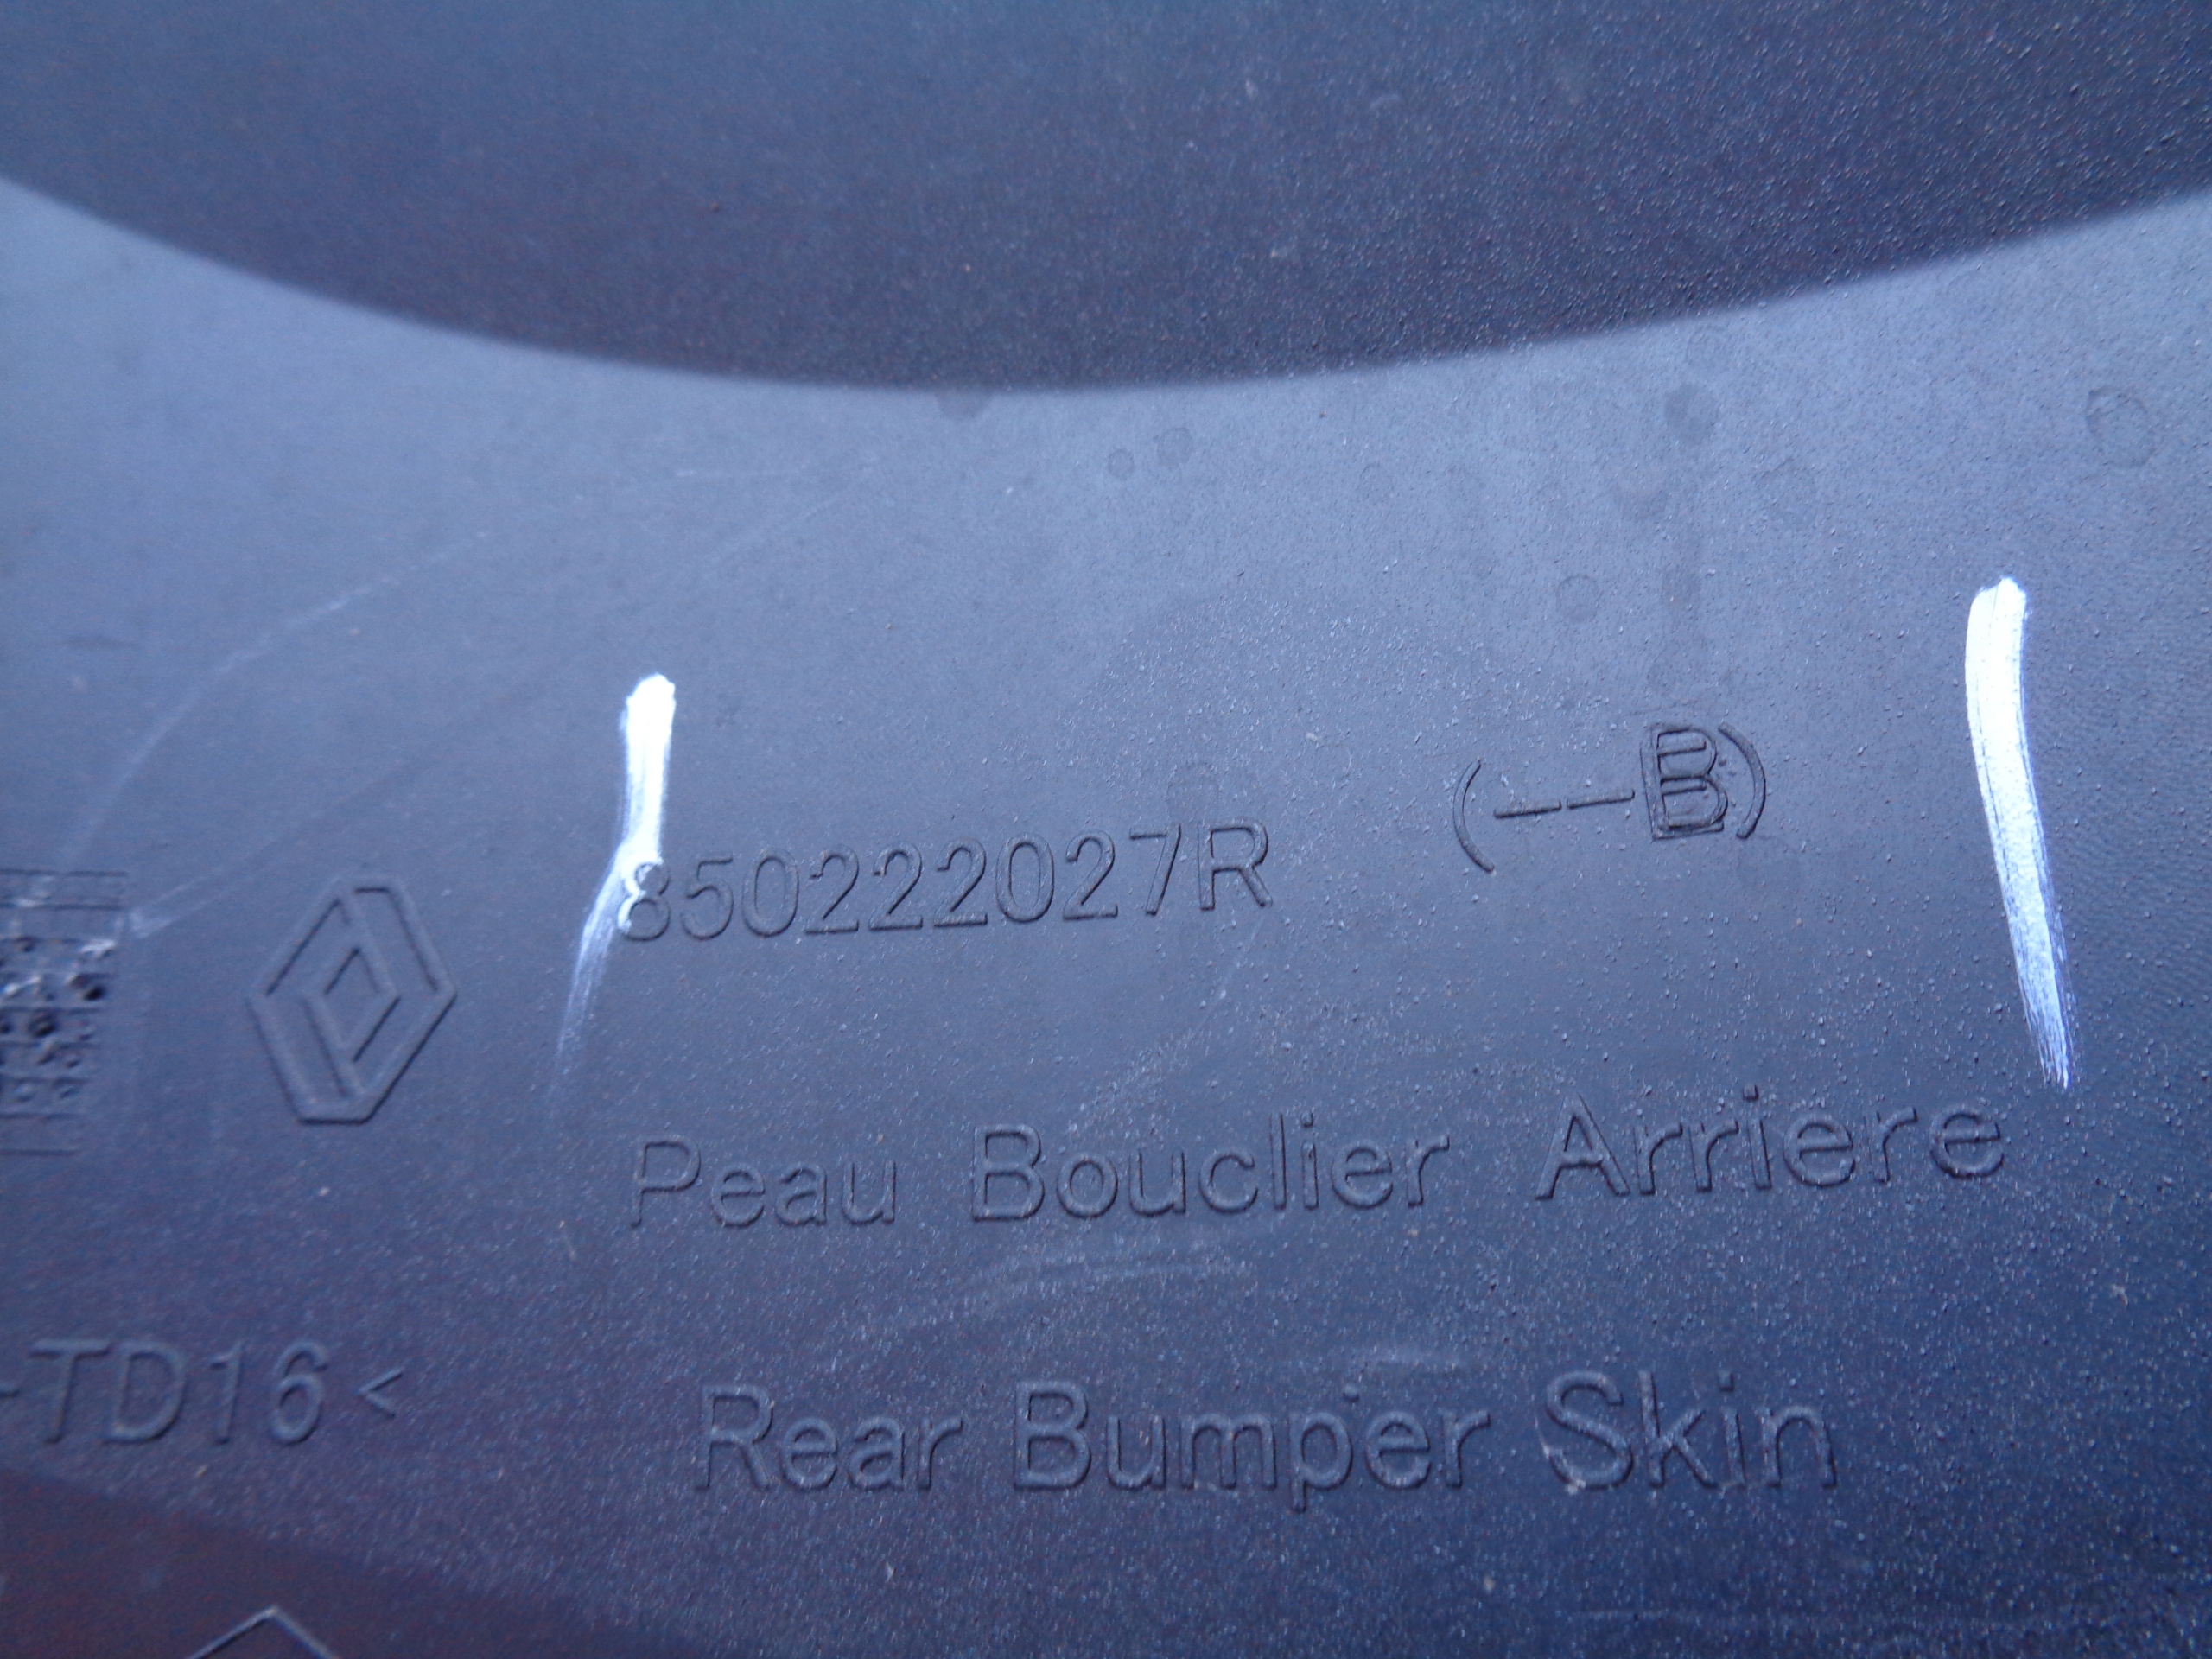 850222027R (--B)
Peau Bouclier Arriere
-TD16<
Rear Bumper Skin